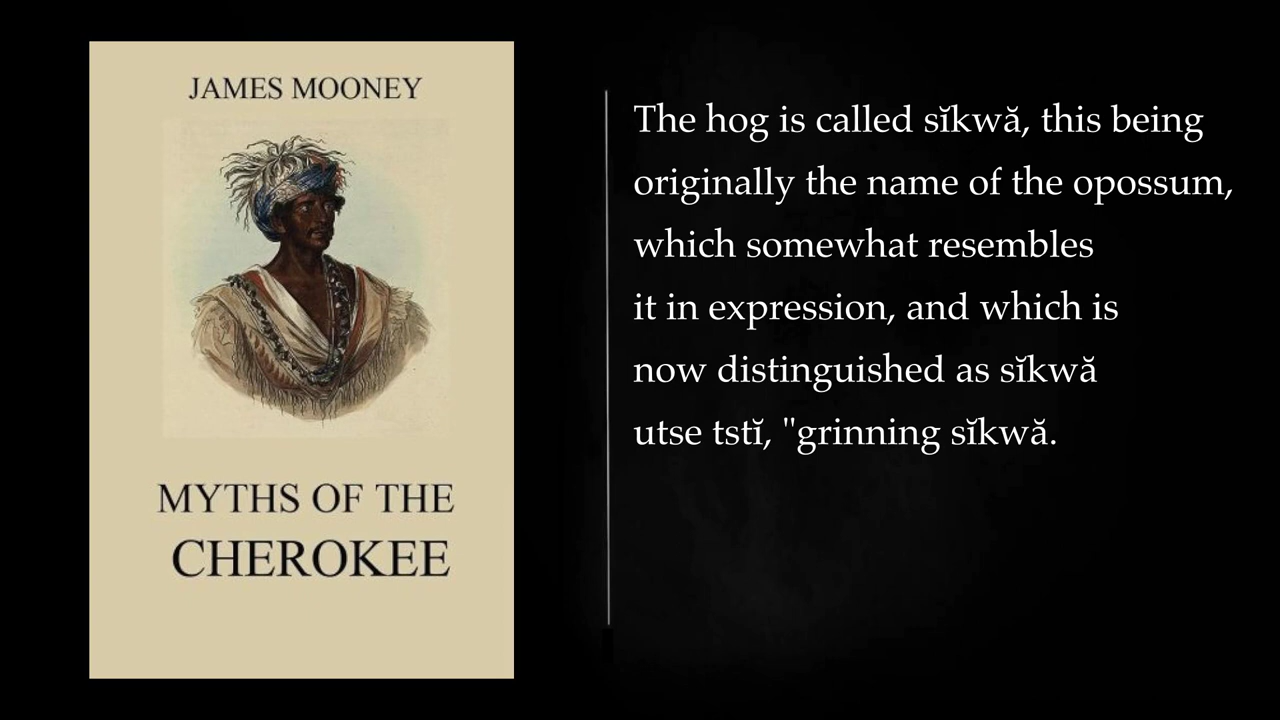 JAMES MOONEY
MYTHS OF THE
CHEROKEE
The hog is called sĭkwă, this being
originally the name of the opossum,
which somewhat resembles
it in expression, and which is
now distinguished as sĭkwă
utse tstĭ, "grinning sĭkwă.